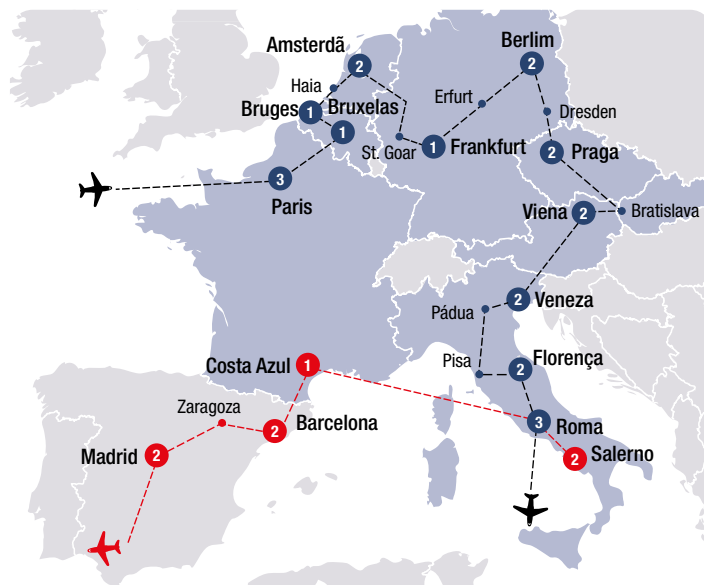 Amsterdã
2
Berlim
2
Haia
Erfurt
Bruges
1
Bruxelas
1
Dresden
St. Goar
1
Frankfurt
2
Praga
3
Paris
Viena
2
Bratislava
2
Veneza
Pádua
Costa Azul
1
Pisa
2
Florença
Zaragoza
2
Barcelona
3
Roma
Madrid
2
2
Salerno